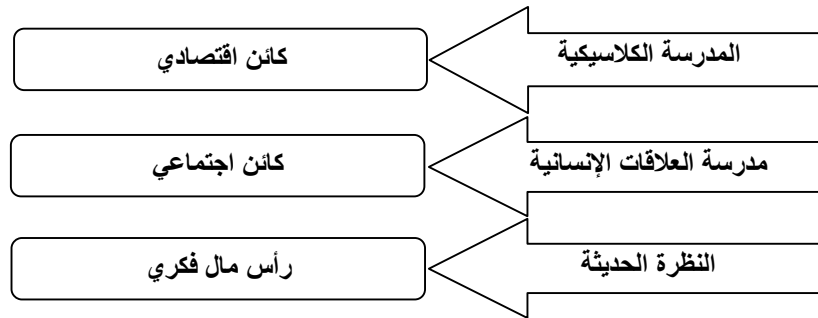 المدرسة الكلاسيكية
كائن اقتصادي
مدرسة العلاقات الإنسانية
كائن اجتماعي
النظرة الحديثة
رأس مال فكري